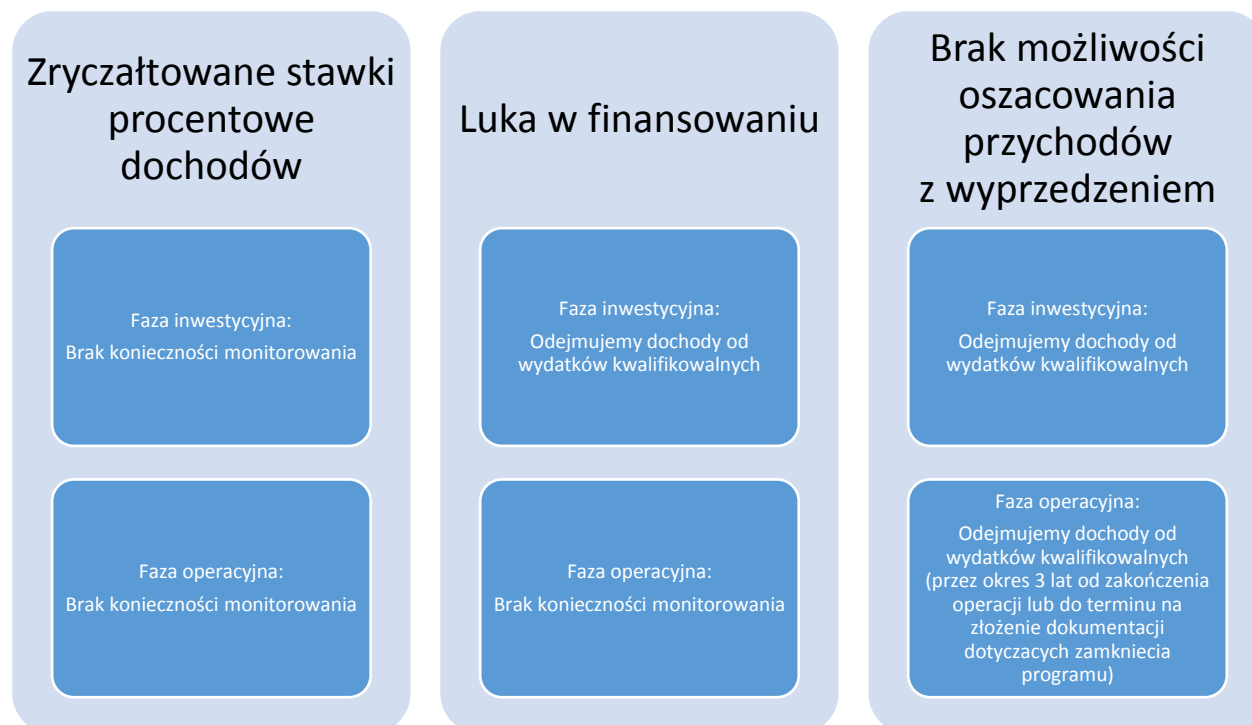 Zryczałtowane stawki
procentowe
dochodów
Faza inwestycyjna:
Brak konieczności monitorowania
Faza operacyjna:
Brak konieczności monitorowania
Luka w finansowaniu
Faza inwestycyjna:
Odejmujemy dochody od
wydatków kwalifikowalnych
Faza operacyjna:
Brak konieczności monitorowania
Brak możliwości
oszacowania
przychodów
z wyprzedzeniem
Faza inwestycyjna:
Odejmujemy dochody od
wydatków kwalifikowalnych
Faza operacyjna:
Odejmujemy dochody od
wydatków kwalifikowalnych
(przez okres 3 lat od zakończenia
operacji lub do terminu na
złożenie dokumentacji
dotyczacych zamkniecia
programu)